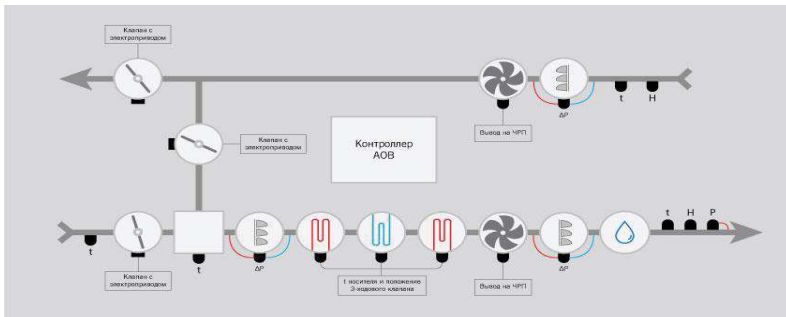 Клапан с
электроприводом
t
H
ΔP
Вывод на ЧРП
Клапан с
электроприводом
Контроллер
АОВ
t
H
P
t
Клапан с
электроприводом
t
ΔP
t носителя и положение
3-ходового клапана
Вывод на ЧРП
ΔP